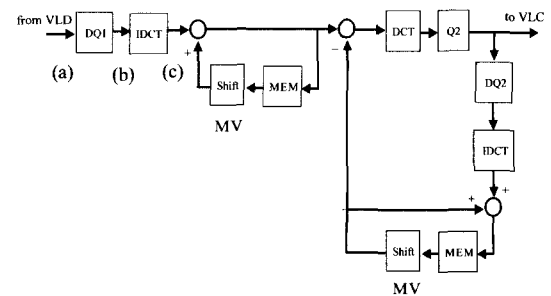 from VLD
to VLC
DQ1
IDCT
DCT
Q2
(a)
(b)
(c)
+
−
Shift
MEM
MV
DQ2
IDCT
+
+
Shift
MEM
MV